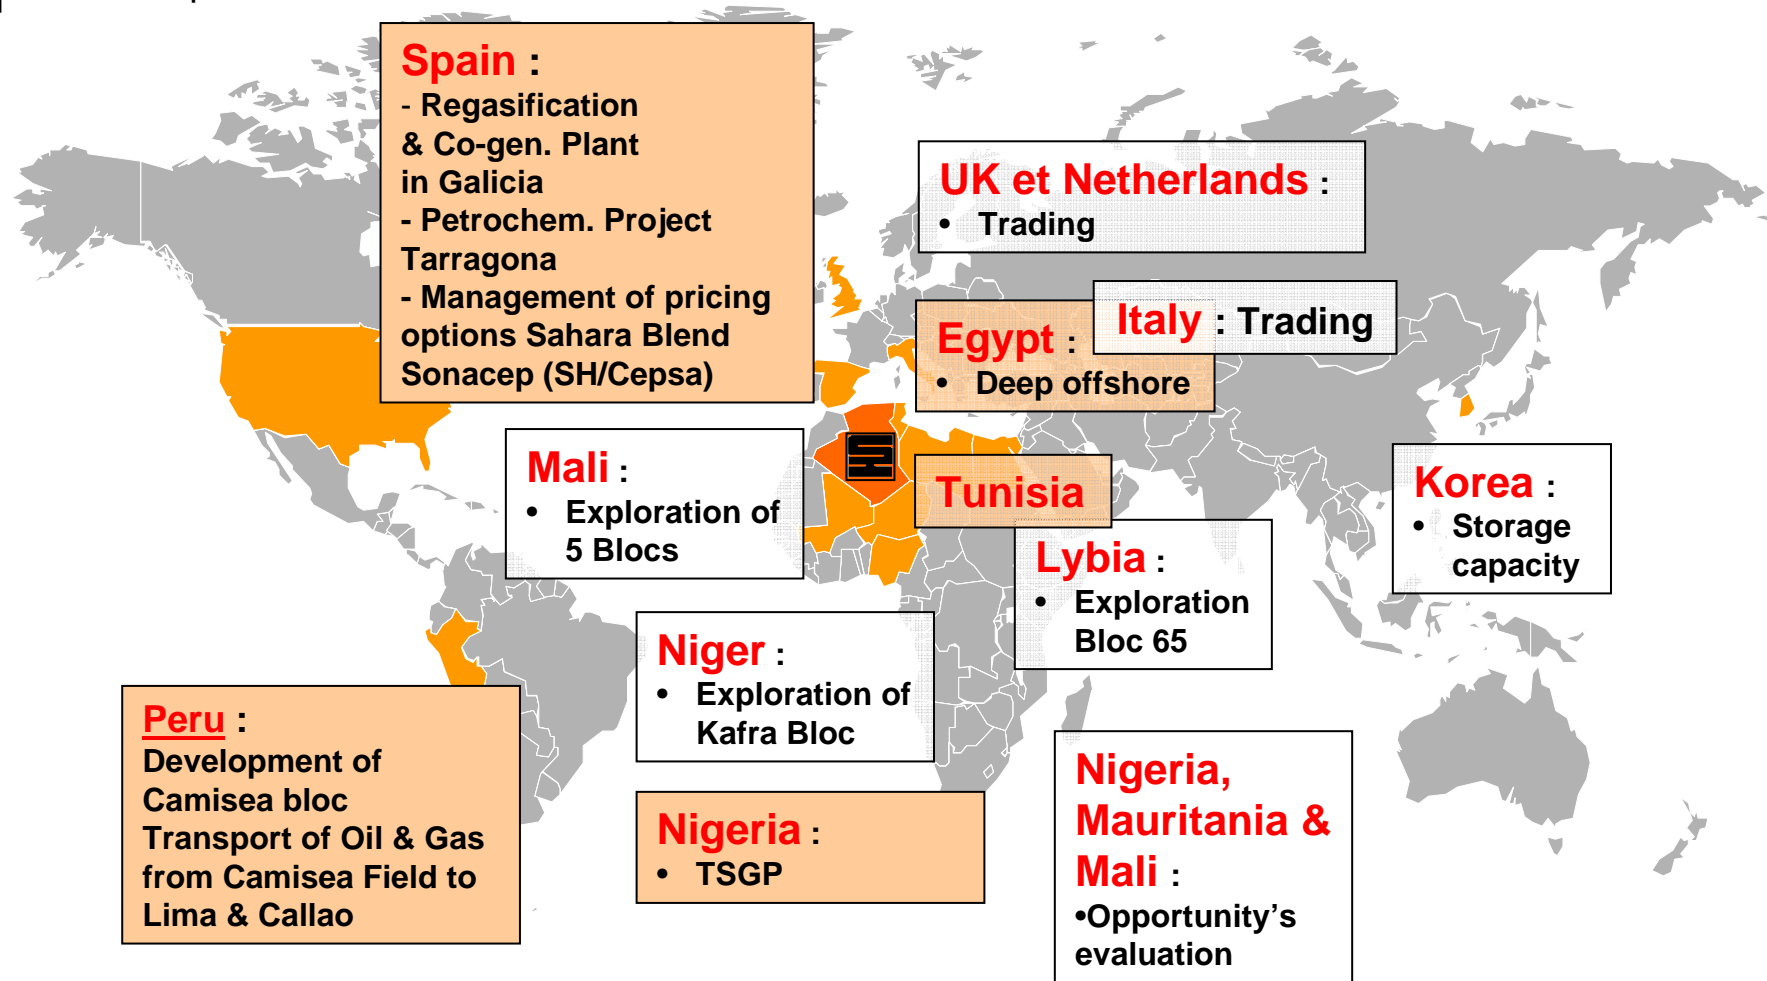 Spain :
- Regasification
& Co-gen. Plant
in Galicia
- Petrochem. Project
Tarragona
- Management of pricing
options Sahara Blend
Sonacep (SH/Cepsa)
UK et Netherlands :
• Trading
Italy : Trading
Egypt :
• Deep offshore
Mali :
• Exploration of
5 Blocs
Tunisia
Korea :
• Storage
capacity
Lybia :
• Exploration
Bloc 65
Niger :
• Exploration of
Kafra Bloc
Peru :
Development of
Camisea bloc
Transport of Oil & Gas
from Camisea Field to
Lima & Callao
Nigeria :
• TSGP
Nigeria,
Mauritania &
Mali :
•Opportunity's
evaluation